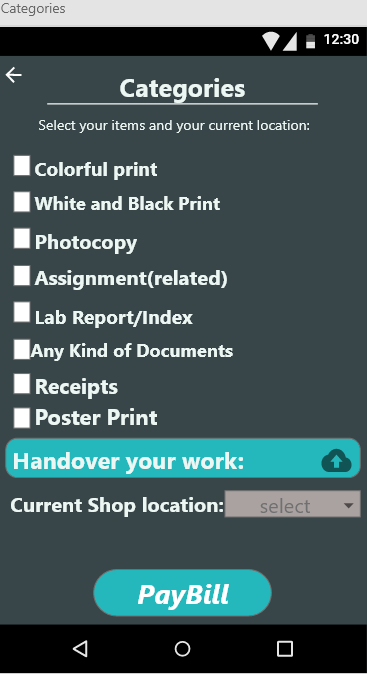 Categories
12:30
Categories
Select your items and your current location:
Colorful print
White and Black Print
Photocopy
Assignment(related)
Lab Report/Index
Any Kind of Documents
Receipts
Poster Print
Handover your work:
Current Shop location: select
PayBill